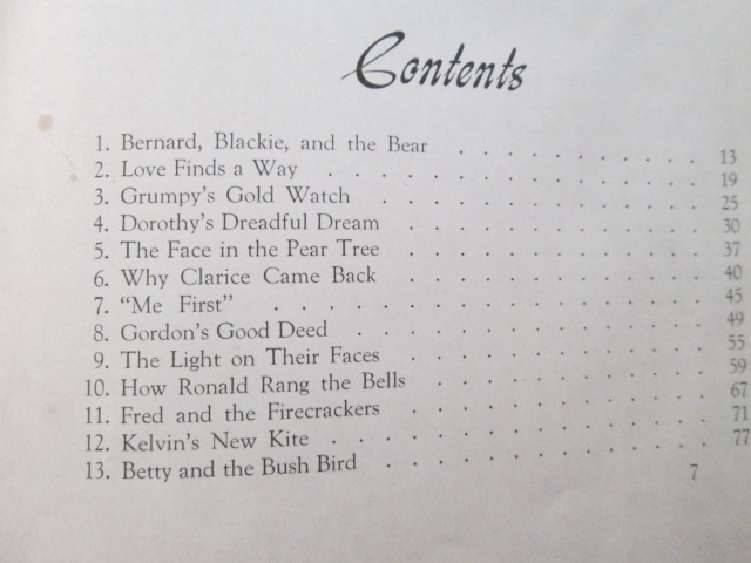 Contents
1. Bernard, Blackie, and the Bear . . . . . . . . . . 13
2. Love Finds a Way . . . . . . . . . . . . . . 19
3. Grumpy's Gold Watch . . . . . . . . . . . . . 25
4. Dorothy's Dreadful Dream . . . . . . . . . . . . 30
5. The Face in the Pear Tree . . . . . . . . . . . . 37
6. Why Clarice Came Back . . . . . . . . . . . . 40
7. "Me First" . . . . . . . . . . . . . . . . . 45
8. Gordon's Good Deed . . . . . . . . . . . . . . 49
9. The Light on Their Faces . . . . . . . . . . . . 55
10. How Ronald Rang the Bells . . . . . . . . . . . 59
11. Fred and the Firecrackers . . . . . . . . . . . . 67
12. Kelvin's New Kite . . . . . . . . . . . . . . . 71
13. Betty and the Bush Bird . . . . . . . . . . . . . 77
7